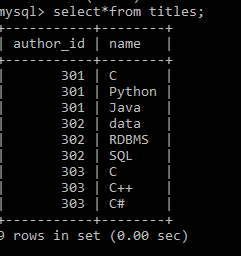 mysql> select*from titles;
+-----------+--------+
| author_id | name   |
+-----------+--------+
|       301 | C      |
|       301 | Python |
|       301 | Java   |
|       302 | data   |
|       302 | RDBMS  |
|       302 | SQL    |
|       303 | C      |
|       303 | C++    |
|       303 | C#     |
+-----------+--------+
9 rows in set (0.00 sec)